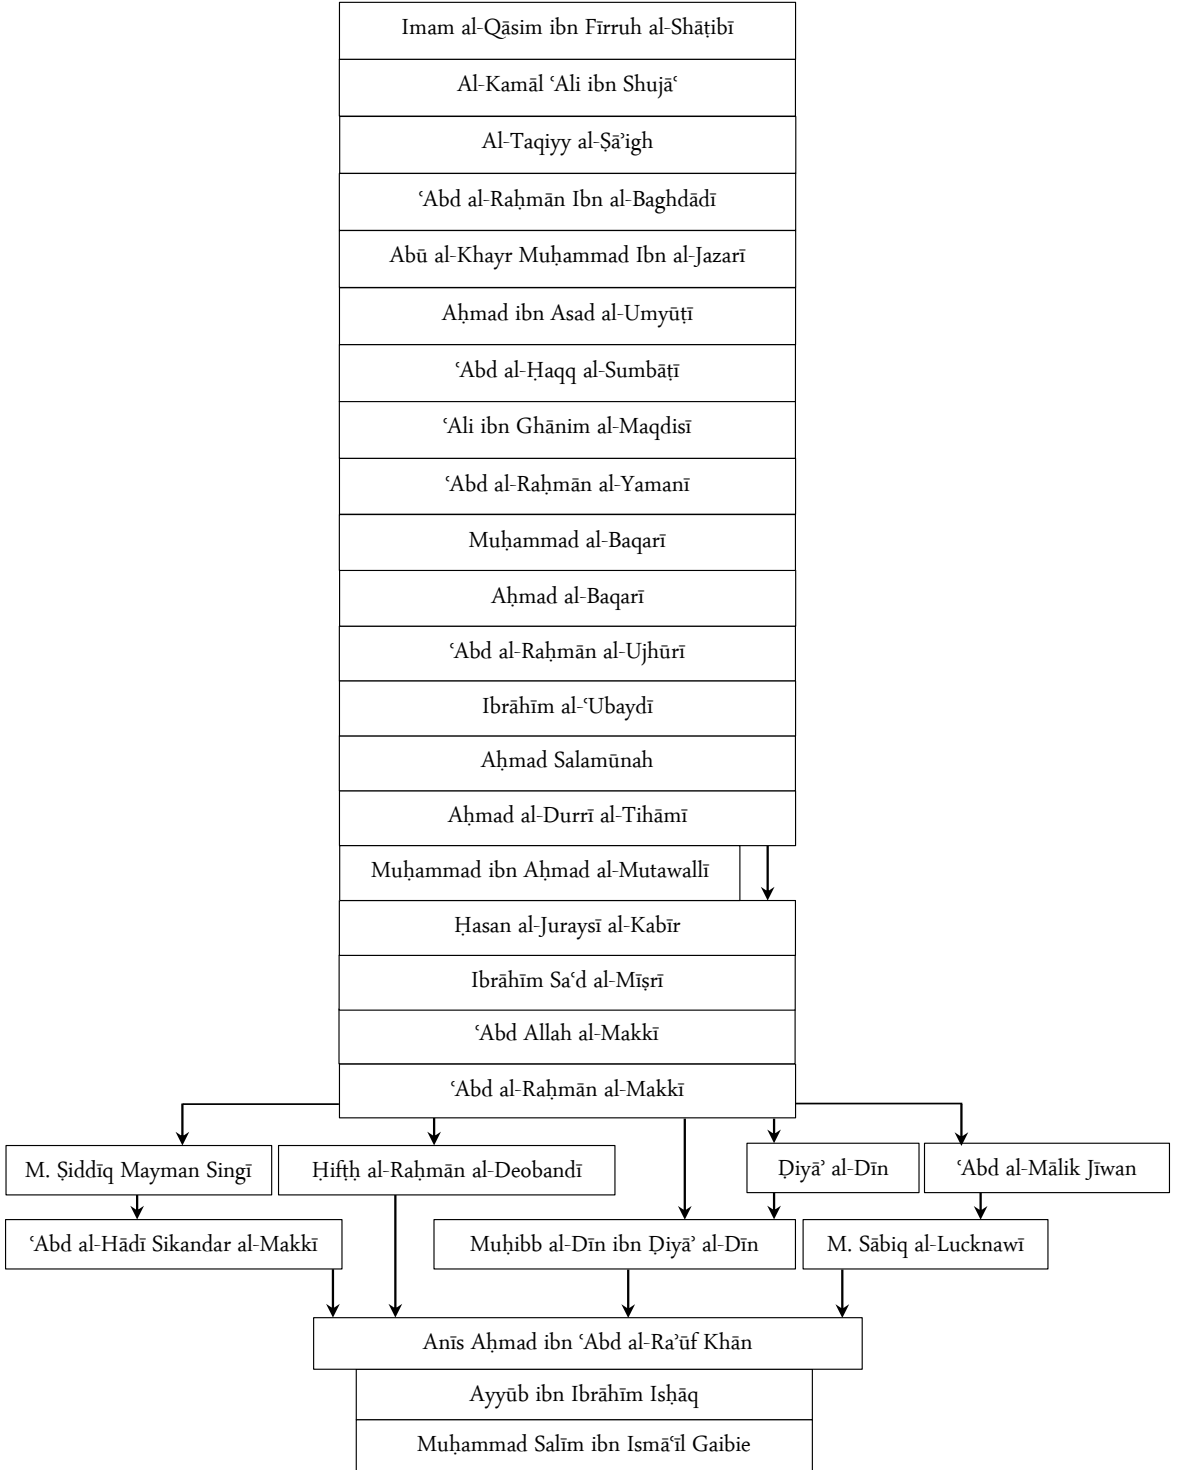 Imam al-Qāsim ibn Fīrruh al-Shāṭibī
Al-Kamāl ʿAli ibn Shujāʿ
Al-Taqiyy al-Ṣāʾigh
ʿAbd al-Raḥmān Ibn al-Baghdādī
Abū al-Khayr Muḥammad Ibn al-Jazarī
Aḥmad ibn Asad al-Umyūṭī
ʿAbd al-Ḥaqq al-Sumbāṭī
ʿAli ibn Ghānim al-Maqdisī
ʿAbd al-Raḥmān al-Yamanī
Muḥammad al-Baqarī
Aḥmad al-Baqarī
ʿAbd al-Raḥmān al-Ujhūrī
Ibrāhīm al-ʿUbaydī
Aḥmad Salamūnah
Aḥmad al-Durrī al-Tihāmī
Muḥammad ibn Aḥmad al-Mutawallī
Ḥasan al-Juraysī al-Kabīr
Ibrāhīm Saʿd al-Mīṣrī
ʿAbd Allah al-Makkī
ʿAbd al-Raḥmān al-Makkī
M. Ṣiddīq Mayman Singī
Ḥifṭḥ al-Raḥmān al-Deobandī
Ḍiyāʾ al-Dīn
ʿAbd al-Mālik Jīwan
ʿAbd al-Hādī Sikandar al-Makkī
Muḥibb al-Dīn ibn Ḍiyāʾ al-Dīn
M. Sābiq al-Lucknawī
Anīs Aḥmad ibn ʿAbd al-Raʾūf Khān
Ayyūb ibn Ibrāhīm Isḥāq
Muḥammad Salīm ibn Ismāʿīl Gaibie